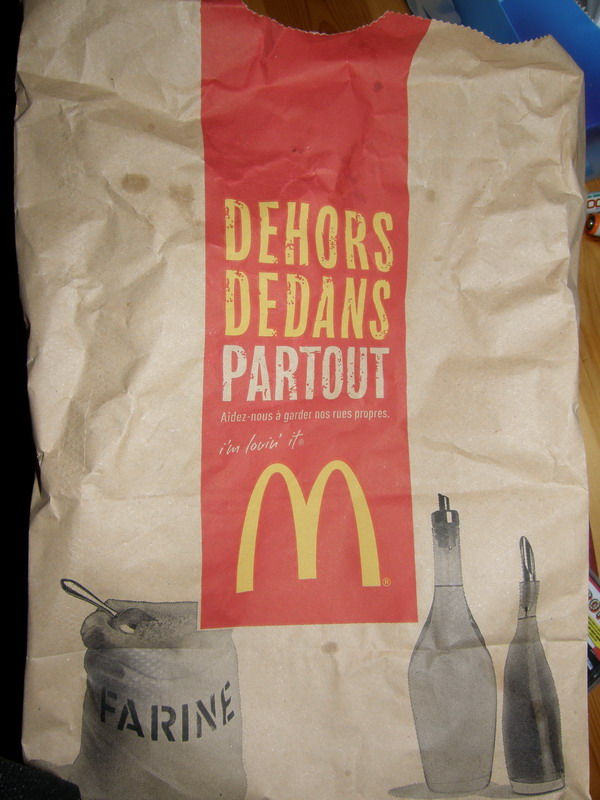 DEHORS
DEDANS
PARTOUT
Aidez-nous à garder nos rues propres.
i'm lovin' it®
M®
FARINE